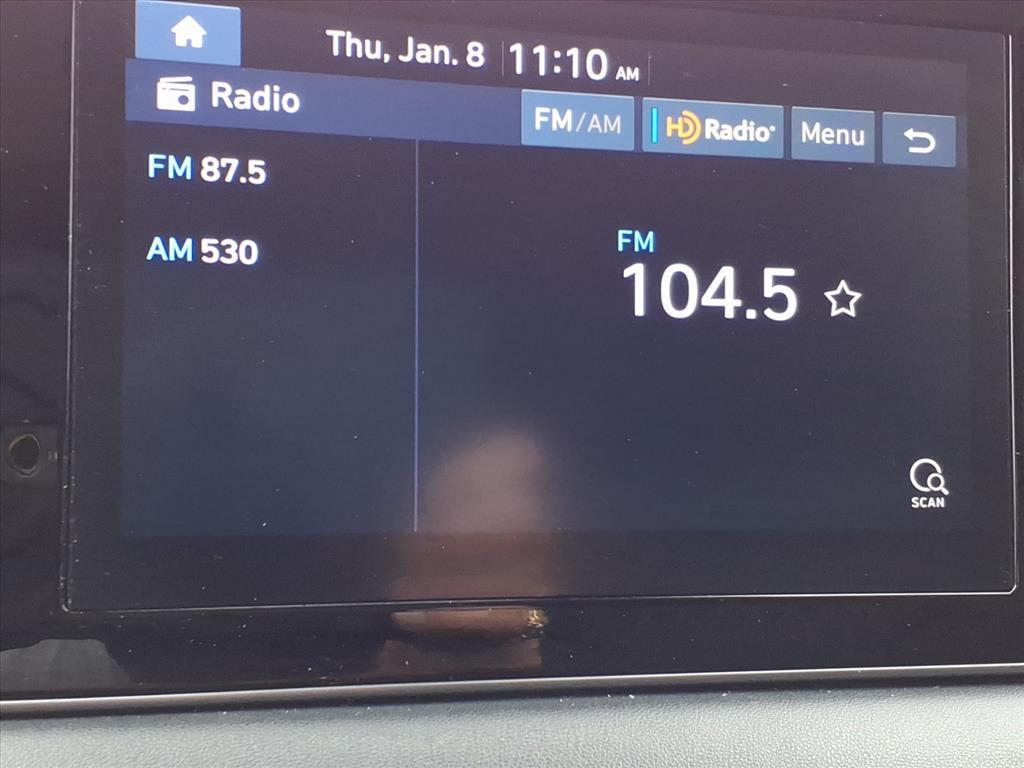 Thu, Jan. 8 11:10 AM
Radio
FM/AM HD Radio® Menu
FM 87.5
AM 530
FM
104.5
SCAN